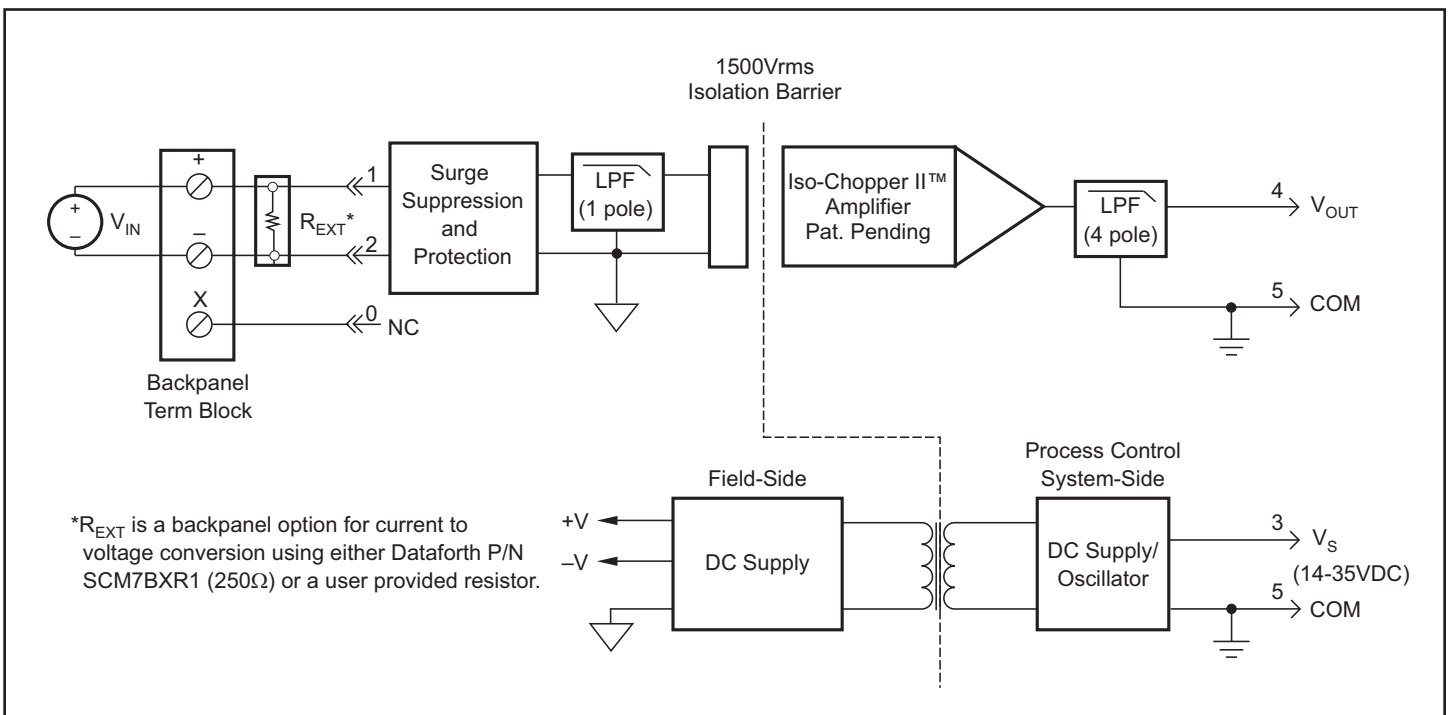 1500Vrms
Isolation Barrier
+
1
Surge
Suppression
and
Protection
LPF
(1 pole)
Iso-Chopper II™
Amplifier
Pat. Pending
LPF
(4 pole)
4
V_OUT
+
–
V_IN
R_EXT*
–
2
X
0
NC
5
COM
Backpanel
Term Block
Field-Side
Process Control
System-Side
+V
–V
DC Supply
DC Supply/
Oscillator
3
V_S
(14-35VDC)
5
COM
*R_EXT is a backpanel option for current to
voltage conversion using either Dataforth P/N
SCM7BXR1 (250Ω) or a user provided resistor.